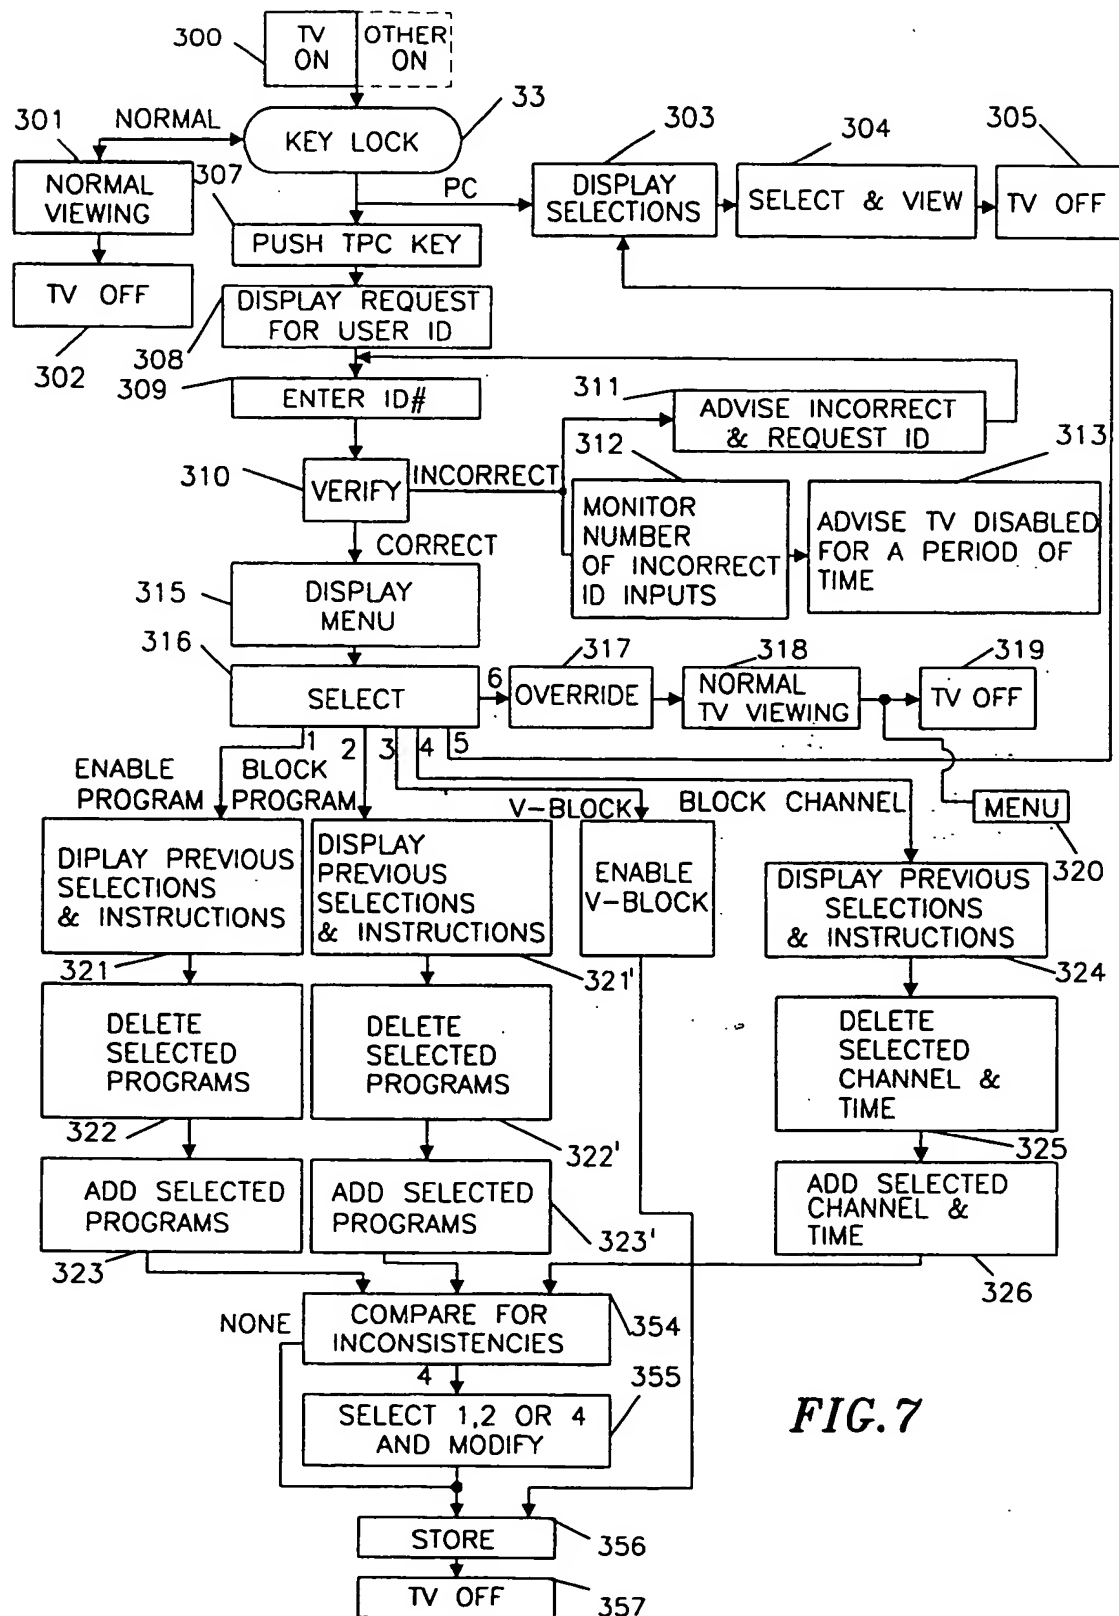 300
TV
ON
OTHER
ON
33
KEY LOCK
NORMAL
301
NORMAL
VIEWING
TV OFF
302
PC
303
DISPLAY
SELECTIONS
304
SELECT & VIEW
305
TV OFF
307
PUSH TPC KEY
308
DISPLAY REQUEST
FOR USER ID
309
ENTER ID#
310
VERIFY
INCORRECT
CORRECT
311
ADVISE INCORRECT
& REQUEST ID
312
MONITOR
NUMBER
OF INCORRECT
ID INPUTS
313
ADVISE TV DISABLED
FOR A PERIOD OF
TIME
315
DISPLAY
MENU
316
SELECT
6
317
OVERRIDE
318
NORMAL
TV VIEWING
319
TV OFF
MENU
320
1
2
3
4
5
ENABLE
PROGRAM
BLOCK
PROGRAM
V-BLOCK
BLOCK CHANNEL
DIPLAY PREVIOUS
SELECTIONS
& INSTRUCTIONS
321
DISPLAY
PREVIOUS
SELECTIONS
& INSTRUCTIONS
321'
ENABLE
V-BLOCK
DISPLAY PREVIOUS
SELECTIONS
& INSTRUCTIONS
324
DELETE
SELECTED
PROGRAMS
322
DELETE
SELECTED
PROGRAMS
322'
DELETE
SELECTED
CHANNEL &
TIME
325
ADD SELECTED
PROGRAMS
323
ADD SELECTED
PROGRAMS
323'
ADD SELECTED
CHANNEL &
TIME
326
NONE
COMPARE FOR
INCONSISTENCIES
354
4
SELECT 1,2 OR 4
AND MODIFY
355
STORE
356
TV OFF
357
FIG.7